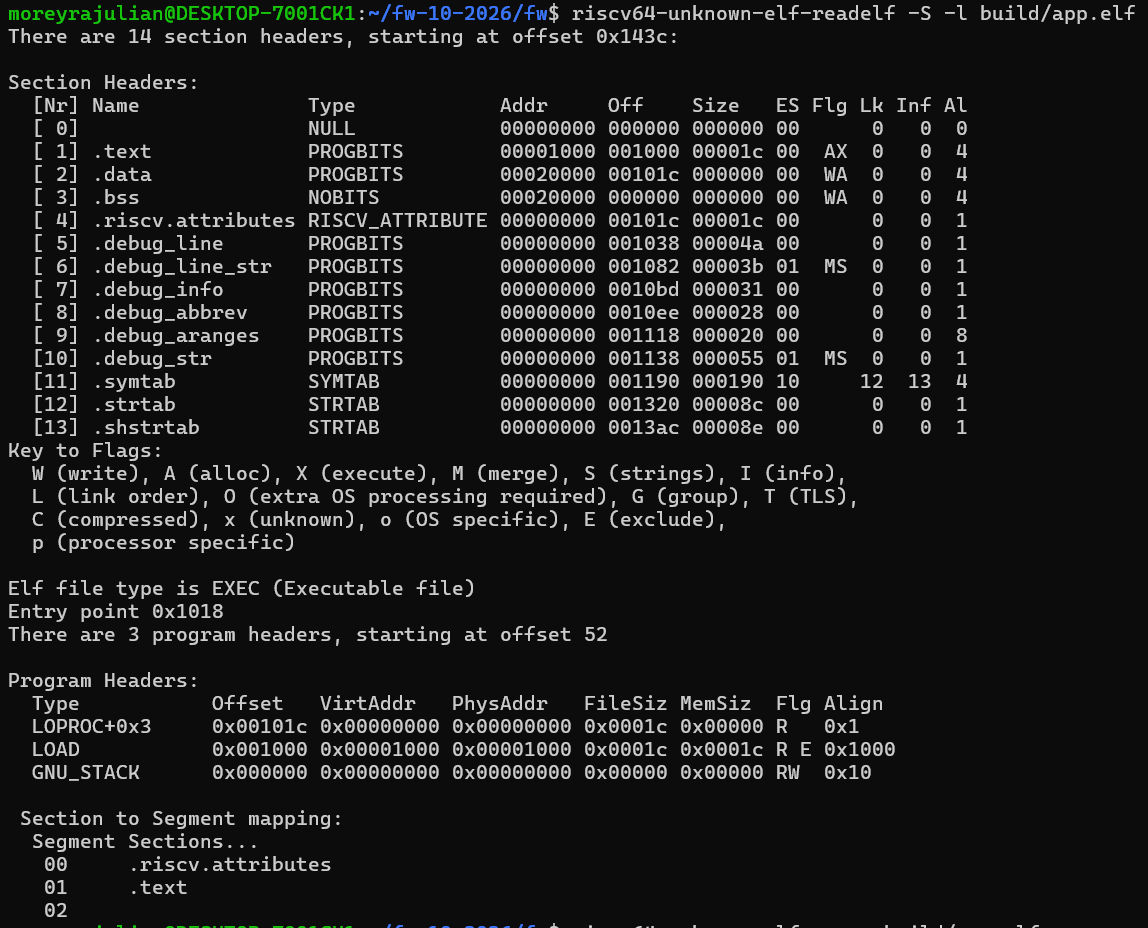 moreyrajulian@DESKTOP-7001CK1:~/fw-10-2026/fw$ riscv64-unknown-elf-readelf -S -l build/app.elf
There are 14 section headers, starting at offset 0x143c:

Section Headers:
  [Nr] Name              Type            Addr     Off    Size   ES Flg Lk Inf Al
  [ 0]                   NULL            00000000 000000 000000 00      0   0  0
  [ 1] .text             PROGBITS        00001000 001000 00001c 00  AX  0   0  4
  [ 2] .data             PROGBITS        00020000 00101c 000000 00  WA  0   0  4
  [ 3] .bss              NOBITS          00020000 000000 000000 00  WA  0   0  4
  [ 4] .riscv.attributes RISCV_ATTRIBUTE 00000000 00101c 00001c 00      0   0  1
  [ 5] .debug_line       PROGBITS        00000000 001038 00004a 00      0   0  1
  [ 6] .debug_line_str   PROGBITS        00000000 001082 00003b 01  MS  0   0  1
  [ 7] .debug_info       PROGBITS        00000000 0010bd 000031 00      0   0  1
  [ 8] .debug_abbrev     PROGBITS        00000000 0010ee 000028 00      0   0  1
  [ 9] .debug_aranges    PROGBITS        00000000 001118 000020 00      0   0  8
  [10] .debug_str        PROGBITS        00000000 001138 000055 01  MS  0   0  1
  [11] .symtab           SYMTAB          00000000 001190 000190 10     12  13  4
  [12] .strtab           STRTAB          00000000 001320 00008c 00      0   0  1
  [13] .shstrtab         STRTAB          00000000 0013ac 00008e 00      0   0  1
Key to Flags:
  W (write), A (alloc), X (execute), M (merge), S (strings), I (info),
  L (link order), O (extra OS processing required), G (group), T (TLS),
  C (compressed), x (unknown), o (OS specific), E (exclude),
  p (processor specific)

Elf file type is EXEC (Executable file)
Entry point 0x1018
There are 3 program headers, starting at offset 52

Program Headers:
  Type           Offset   VirtAddr   PhysAddr   FileSiz MemSiz  Flg Align
  LOPROC+0x3     0x00101c 0x00000000 0x00000000 0x0001c 0x00000 R   0x1
  LOAD           0x001000 0x00001000 0x00001000 0x0001c 0x0001c R E 0x1000
  GNU_STACK      0x000000 0x00000000 0x00000000 0x00000 0x00000 RW  0x10

 Section to Segment mapping:
  Segment Sections...
   00     .riscv.attributes
   01     .text
   02